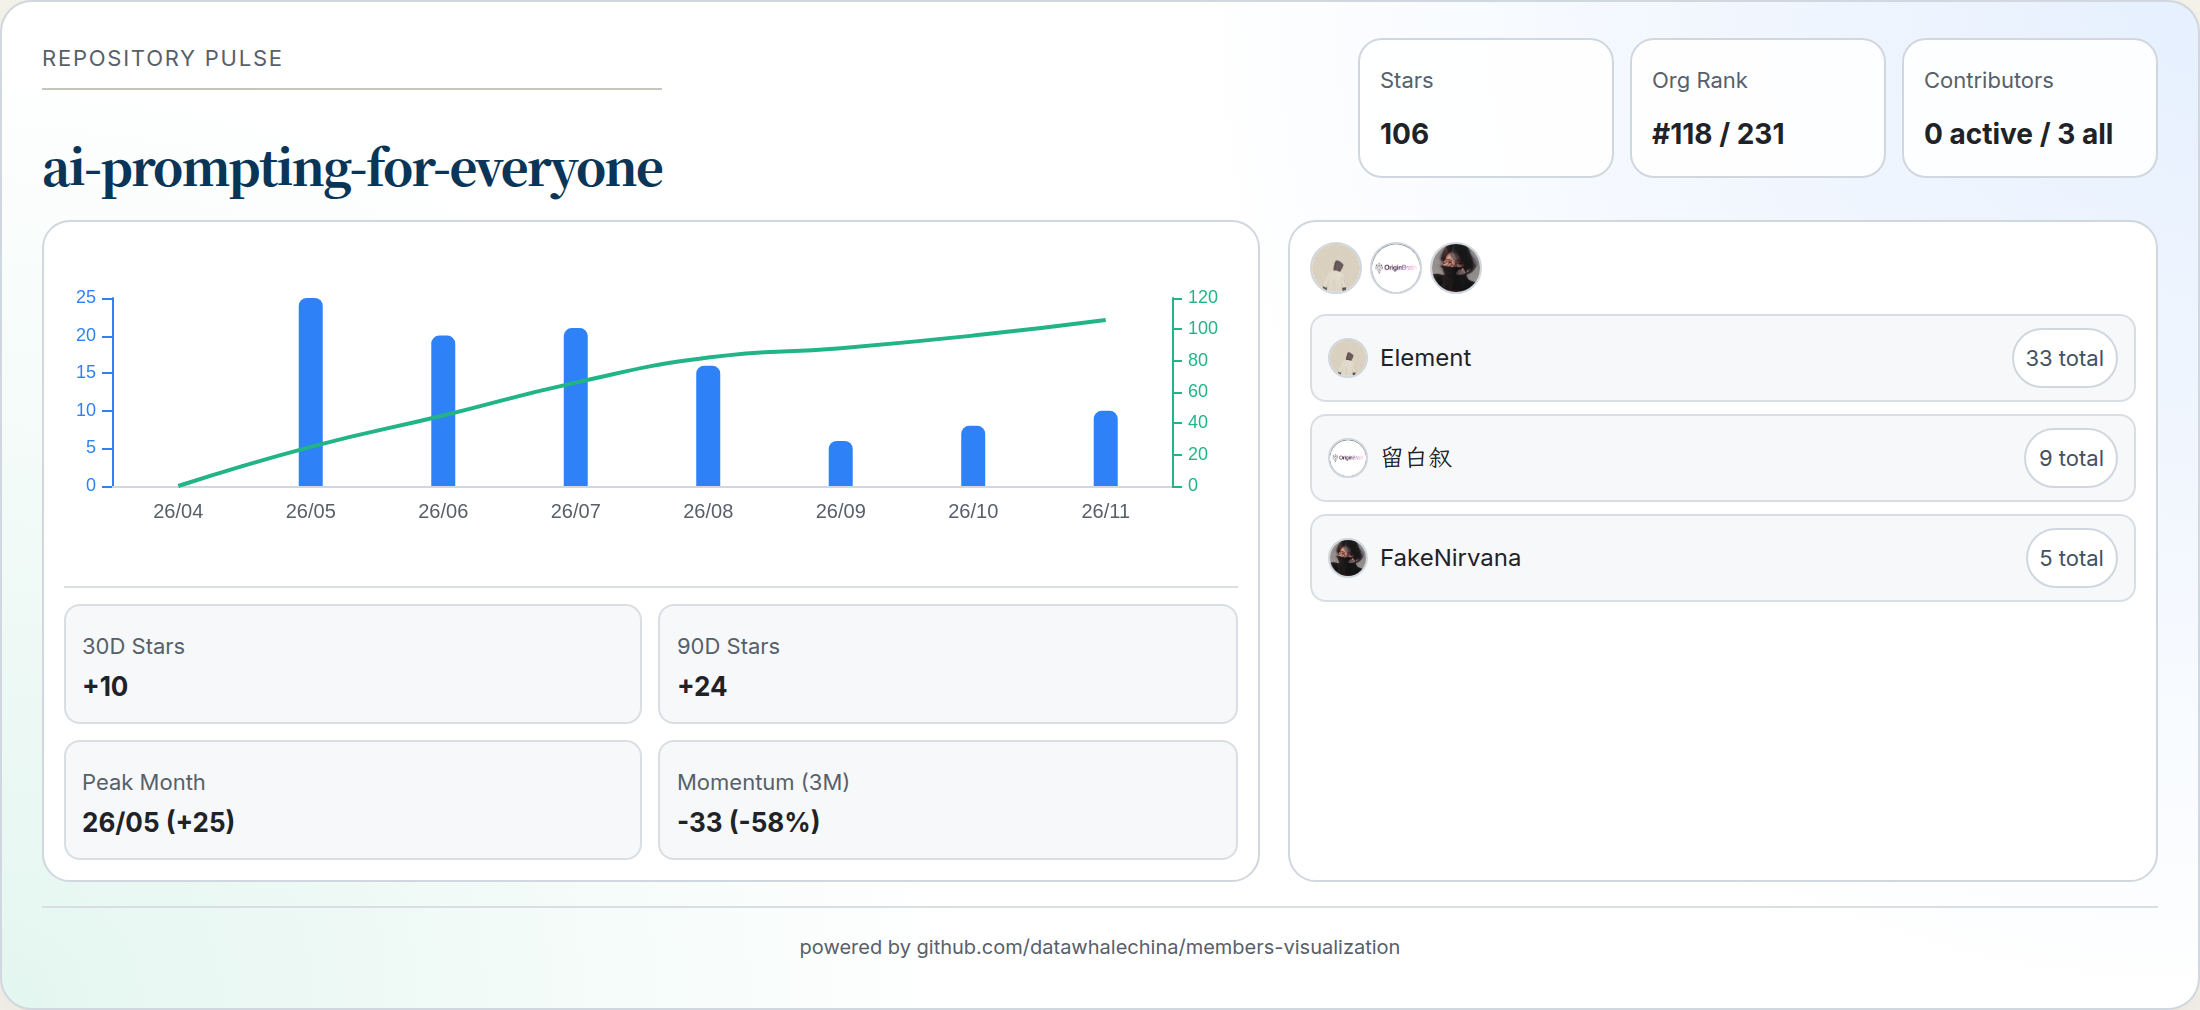 REPOSITORY PULSE
ai-prompting-for-everyone
Stars
106
Org Rank
#118 / 231
Contributors
0 active / 3 all
25
20
15
10
5
0
120
100
80
60
40
20
0
26/04 26/05 26/06 26/07 26/08 26/09 26/10 26/11
30D Stars
+10
90D Stars
+24
Peak Month
26/05 (+25)
Momentum (3M)
-33 (-58%)
Element
33 total
留白叙
9 total
FakeNirvana
5 total
powered by github.com/datawhalechina/members-visualization